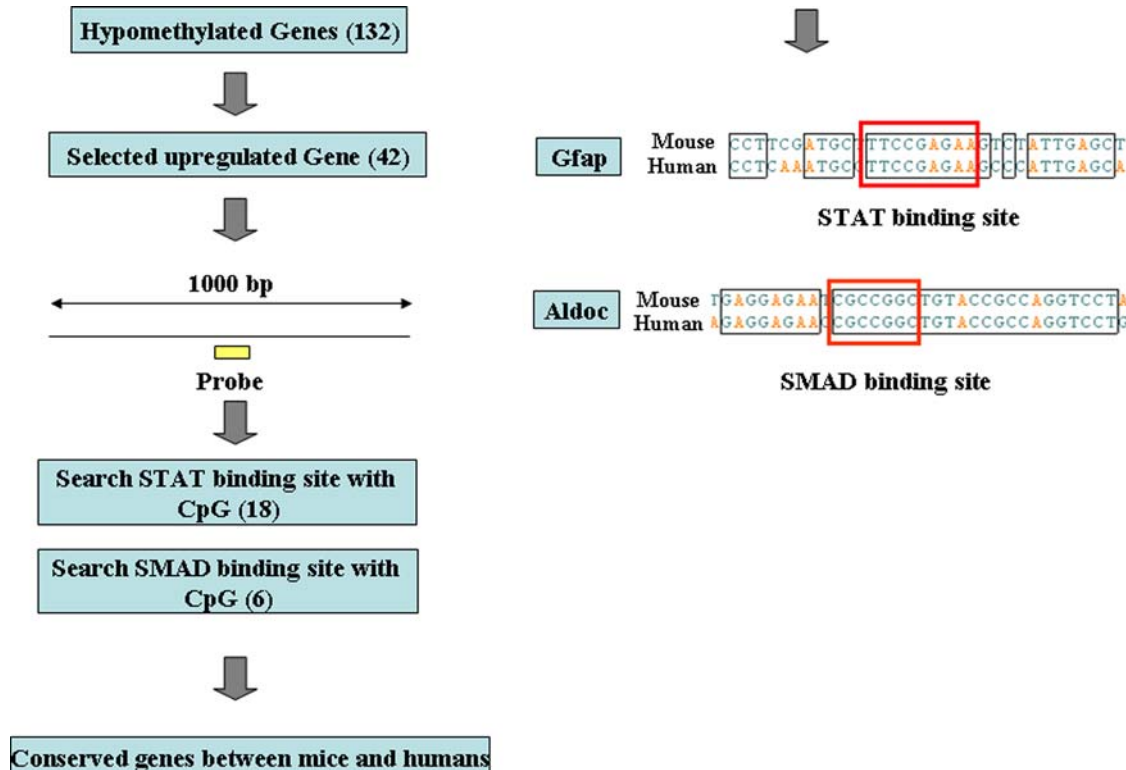 Hypomethylated Genes (132)
Selected upregulated Gene (42)
1000 bp
Probe
Search STAT binding site with
CpG (18)
Search SMAD binding site with
CpG (6)
Conserved genes between mice and humans
Gfap
Mouse CCTTCGATGCTTTCCGAGAAGTCTATTGAGCT
Human
STAT binding site
Aldoc
Mouse TGAGGAGAATCGCCGGCTGTACCGCCAGGTCCTA
Human AGAGGAGAACCGCCGGCTGTACCGCCAGGTCCTG
SMAD binding site